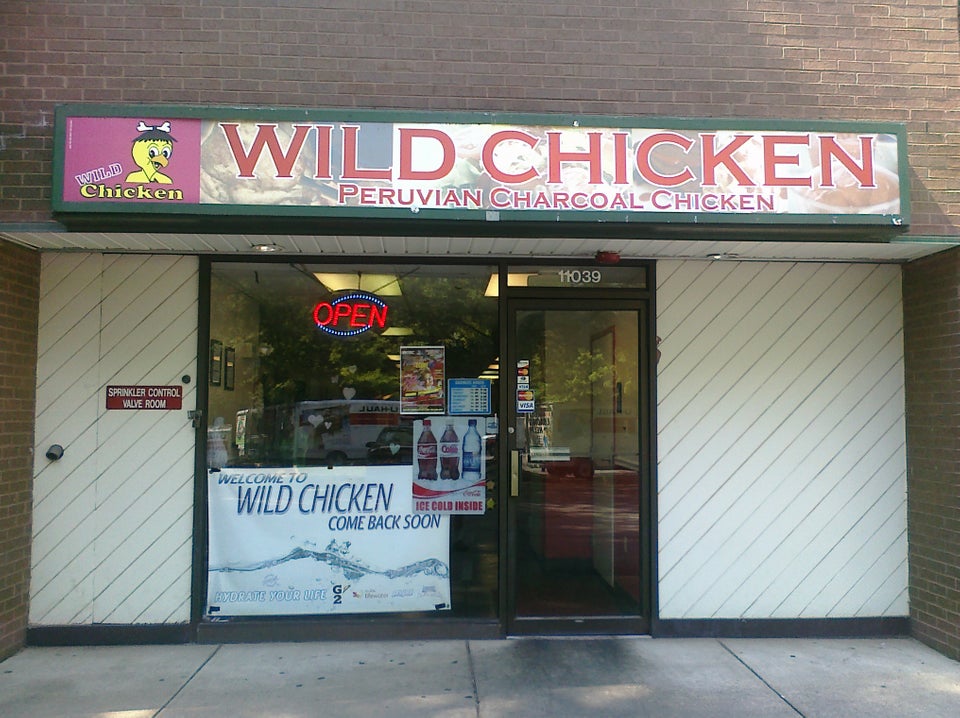 WILD CHICKEN
PERUVIAN CHARCOAL CHICKEN
WILD
Chicken
11039
OPEN
SPRINKLER CONTROL
VALVE ROOM
VISA
ICE COLD INSIDE
WELCOME TO
WILD CHICKEN
COME BACK SOON
HYDRATE YOUR LIFE
G2